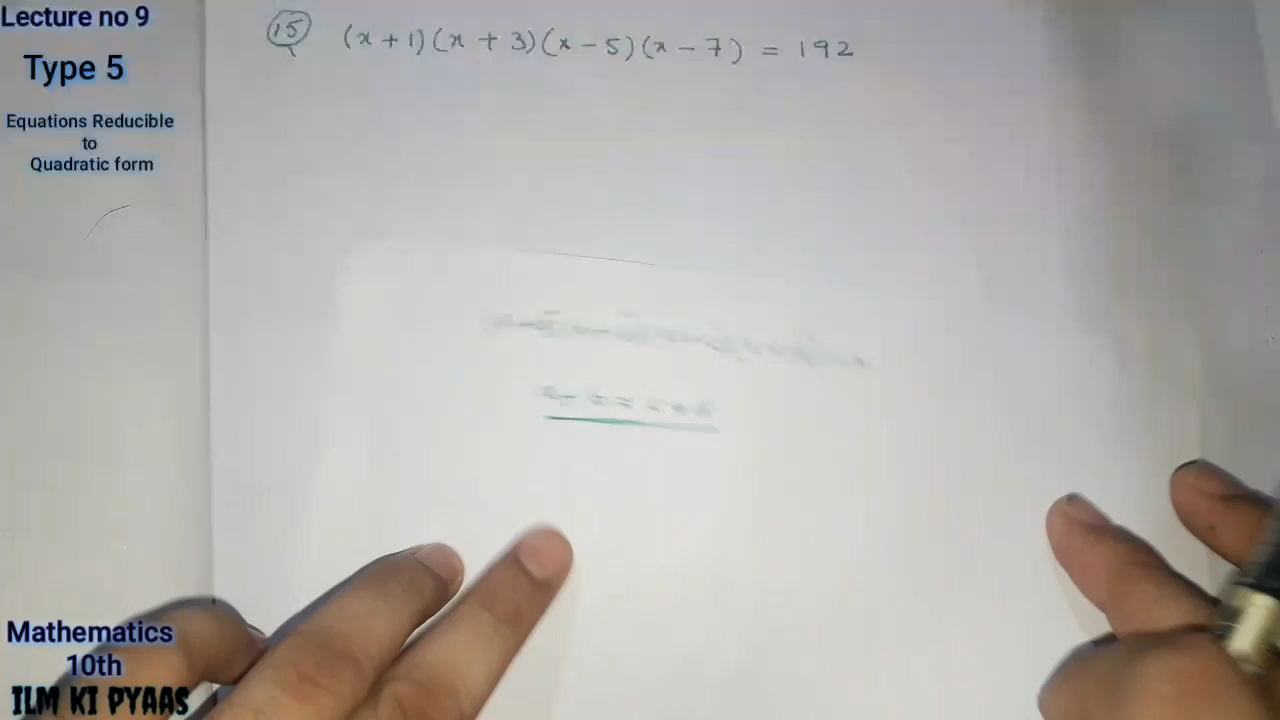 Lecture no 9
Type 5
Equations Reducible
to
Quadratic form
15 (x + 1)(x + 3)(x - 5)(x - 7) = 192
Mathematics
10th
ILM KI PYAAS